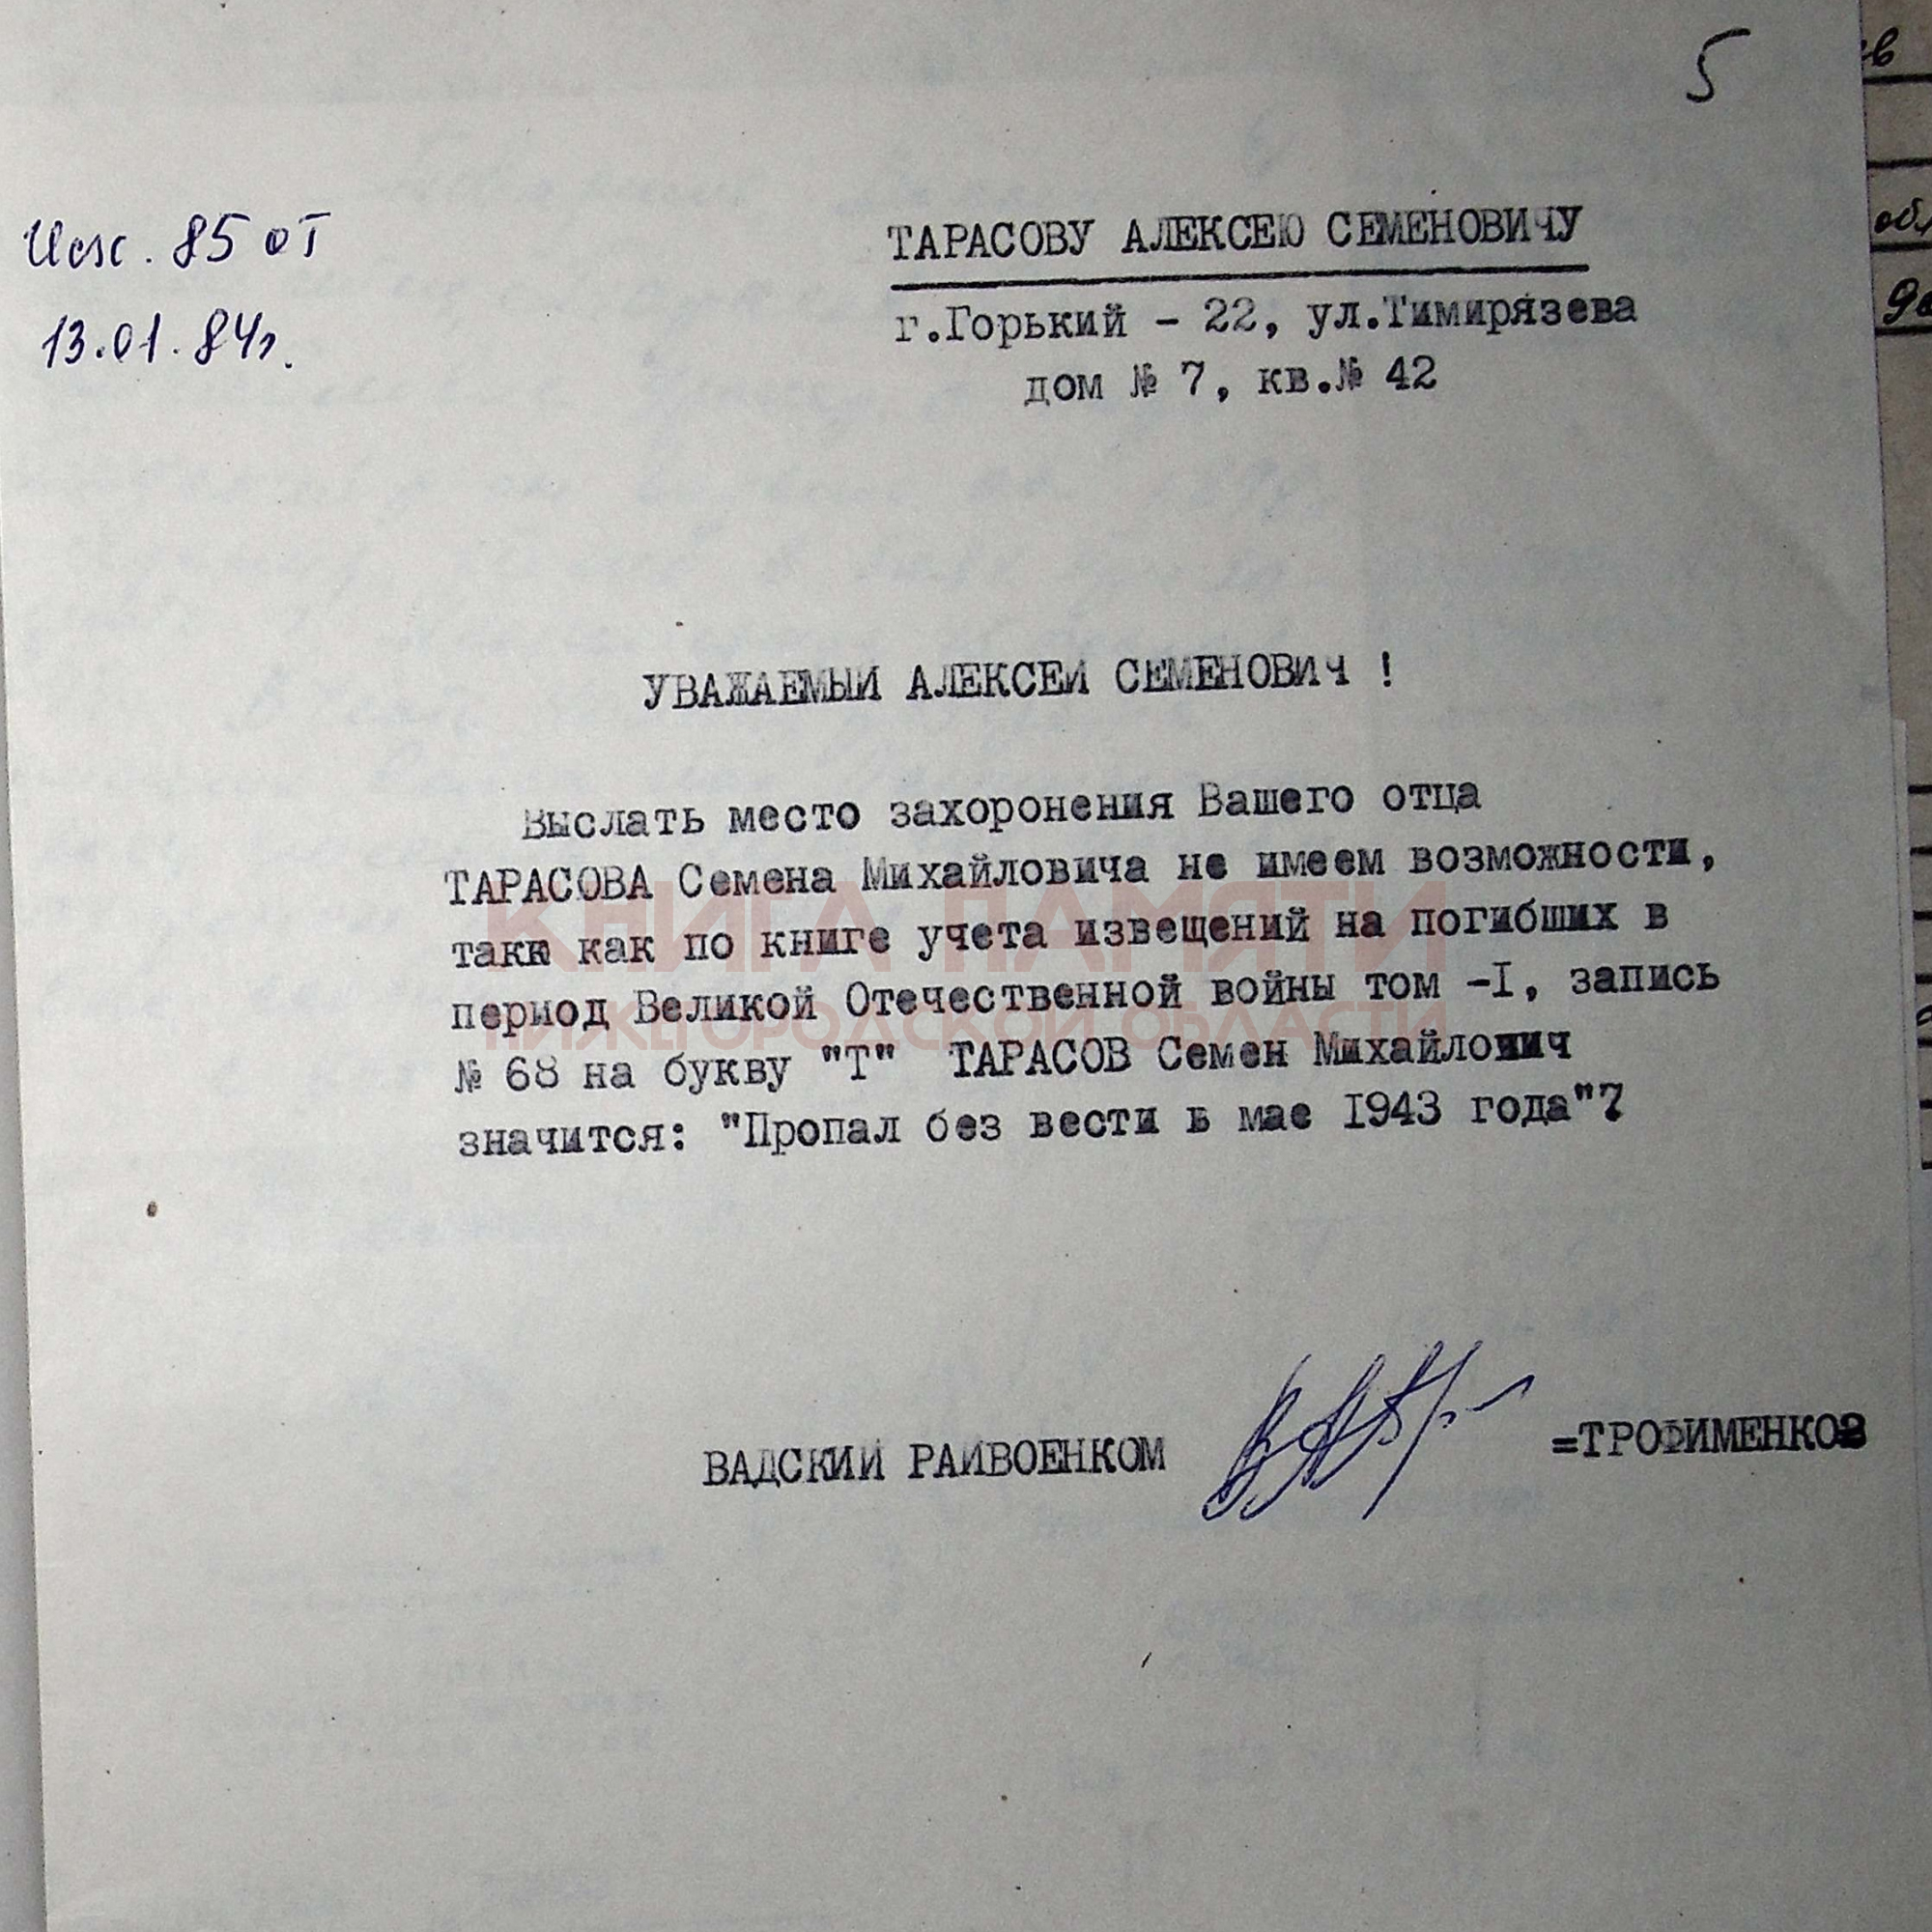 5
Исх. 85 от
13.01.84г.
ТАРАСОВУ АЛЕКСЕЮ СЕМЕНОВИЧУ
г.Горький - 22, ул.Тимирязева
дом № 7, кв.№ 42
УВАЖАЕМЫЙ АЛЕКСЕЙ СЕМЕНОВИЧ !
Выслать место захоронения Вашего отца
ТАРАСОВА Семена Михайловича не имеем возможности,
так как по книге учета извещений на погибших в
период Великой Отечественной войны том -I, запись
№ 68 на букву "Т" ТАРАСОВ Семен Михайлович
значится: "Пропал без вести в мае 1943 года"7
КНИГА ПАМЯТИ
НИЖЕГОРОДСКОЙ ОБЛАСТИ
ВАДСКИЙ РАЙВОЕНКОМ =ТРОФИМЕНКОВ